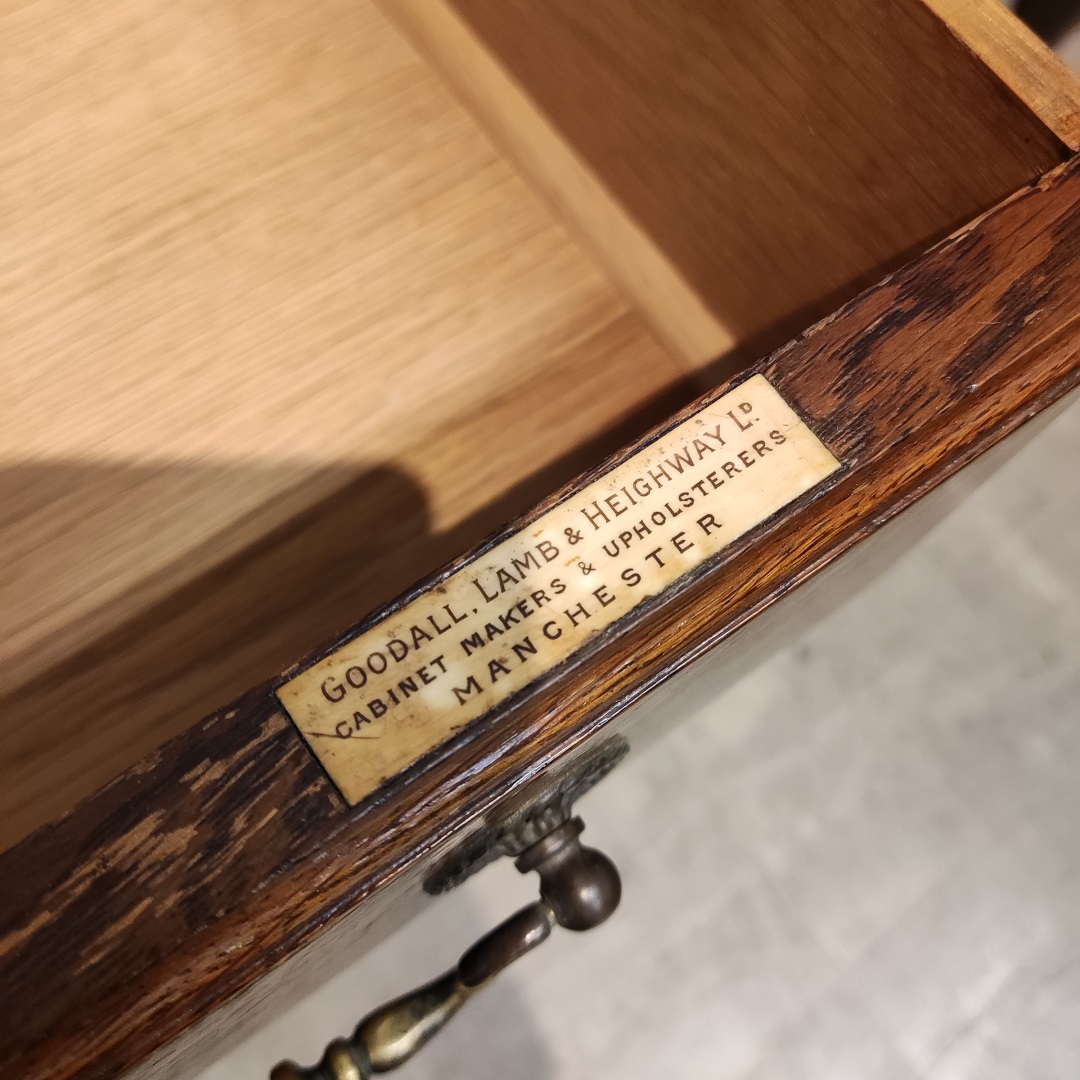 GOODALL, LAMB & HEIGHWAY LD.
CABINET MAKERS & UPHOLSTERERS
MANCHESTER